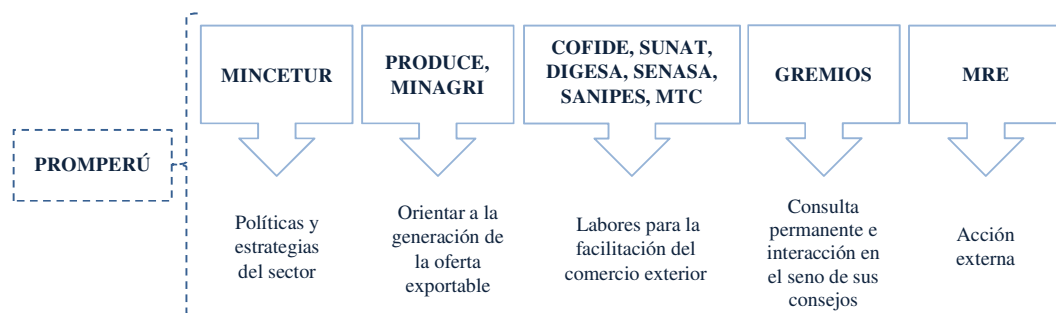 PROMPERÚ
MINCETUR
Políticas y
estrategias
del sector
PRODUCE,
MINAGRI
Orientar a la
generación de
la oferta
exportable
COFIDE, SUNAT,
DIGESA, SENASA,
SANIPES, MTC
Labores para la
facilitación del
comercio exterior
GREMIOS
Consulta
permanente e
interacción en
el seno de sus
consejos
MRE
Acción
externa